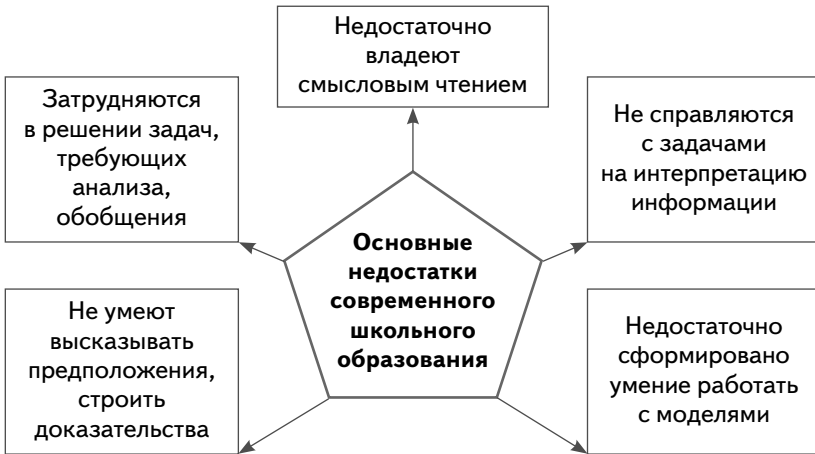 Недостаточно
владеют
смысловым чтением
Затрудняются
в решении задач,
требующих
анализа,
обобщения
Не справляются
с задачами
на интерпретацию
информации
Основные
недостатки
современного
школьного
образования
Не умеют
высказывать
предположения,
строить
доказательства
Недостаточно
сформировано
умение работать
с моделями